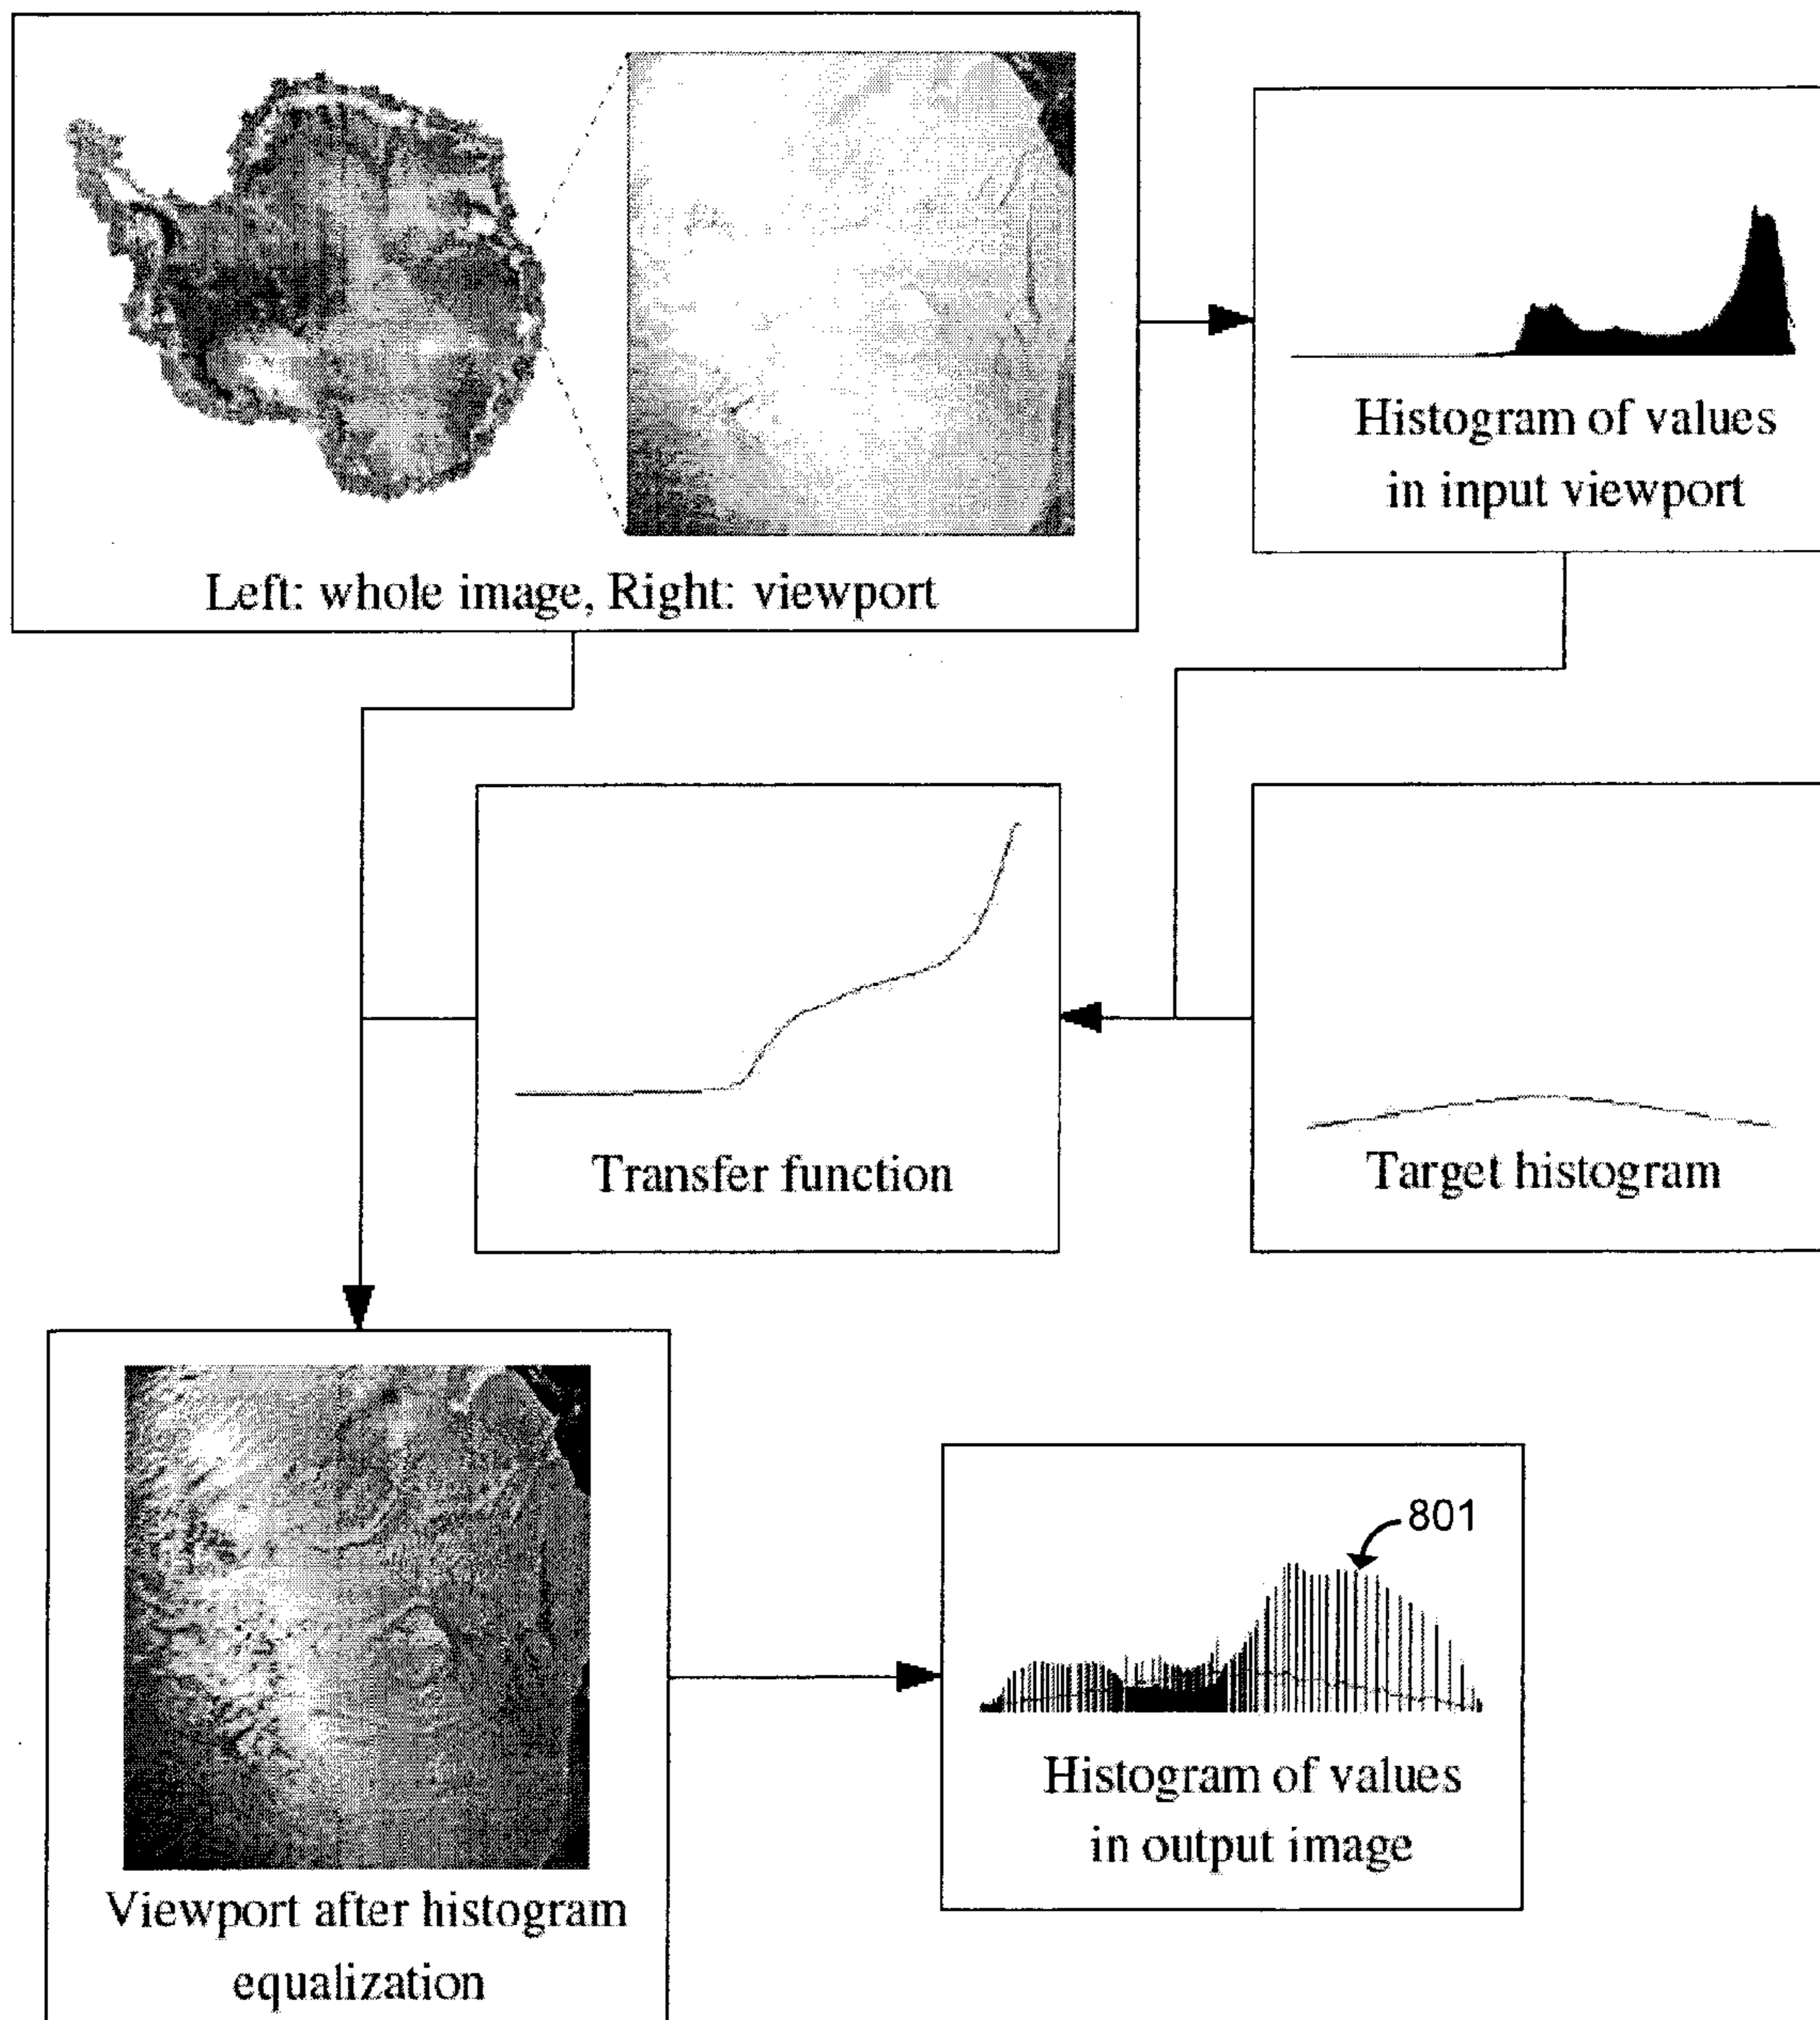 Left: whole image, Right: viewport
Histogram of values
in input viewport
Transfer function
Target histogram
801
Histogram of values
in output image
Viewport after histogram
equalization